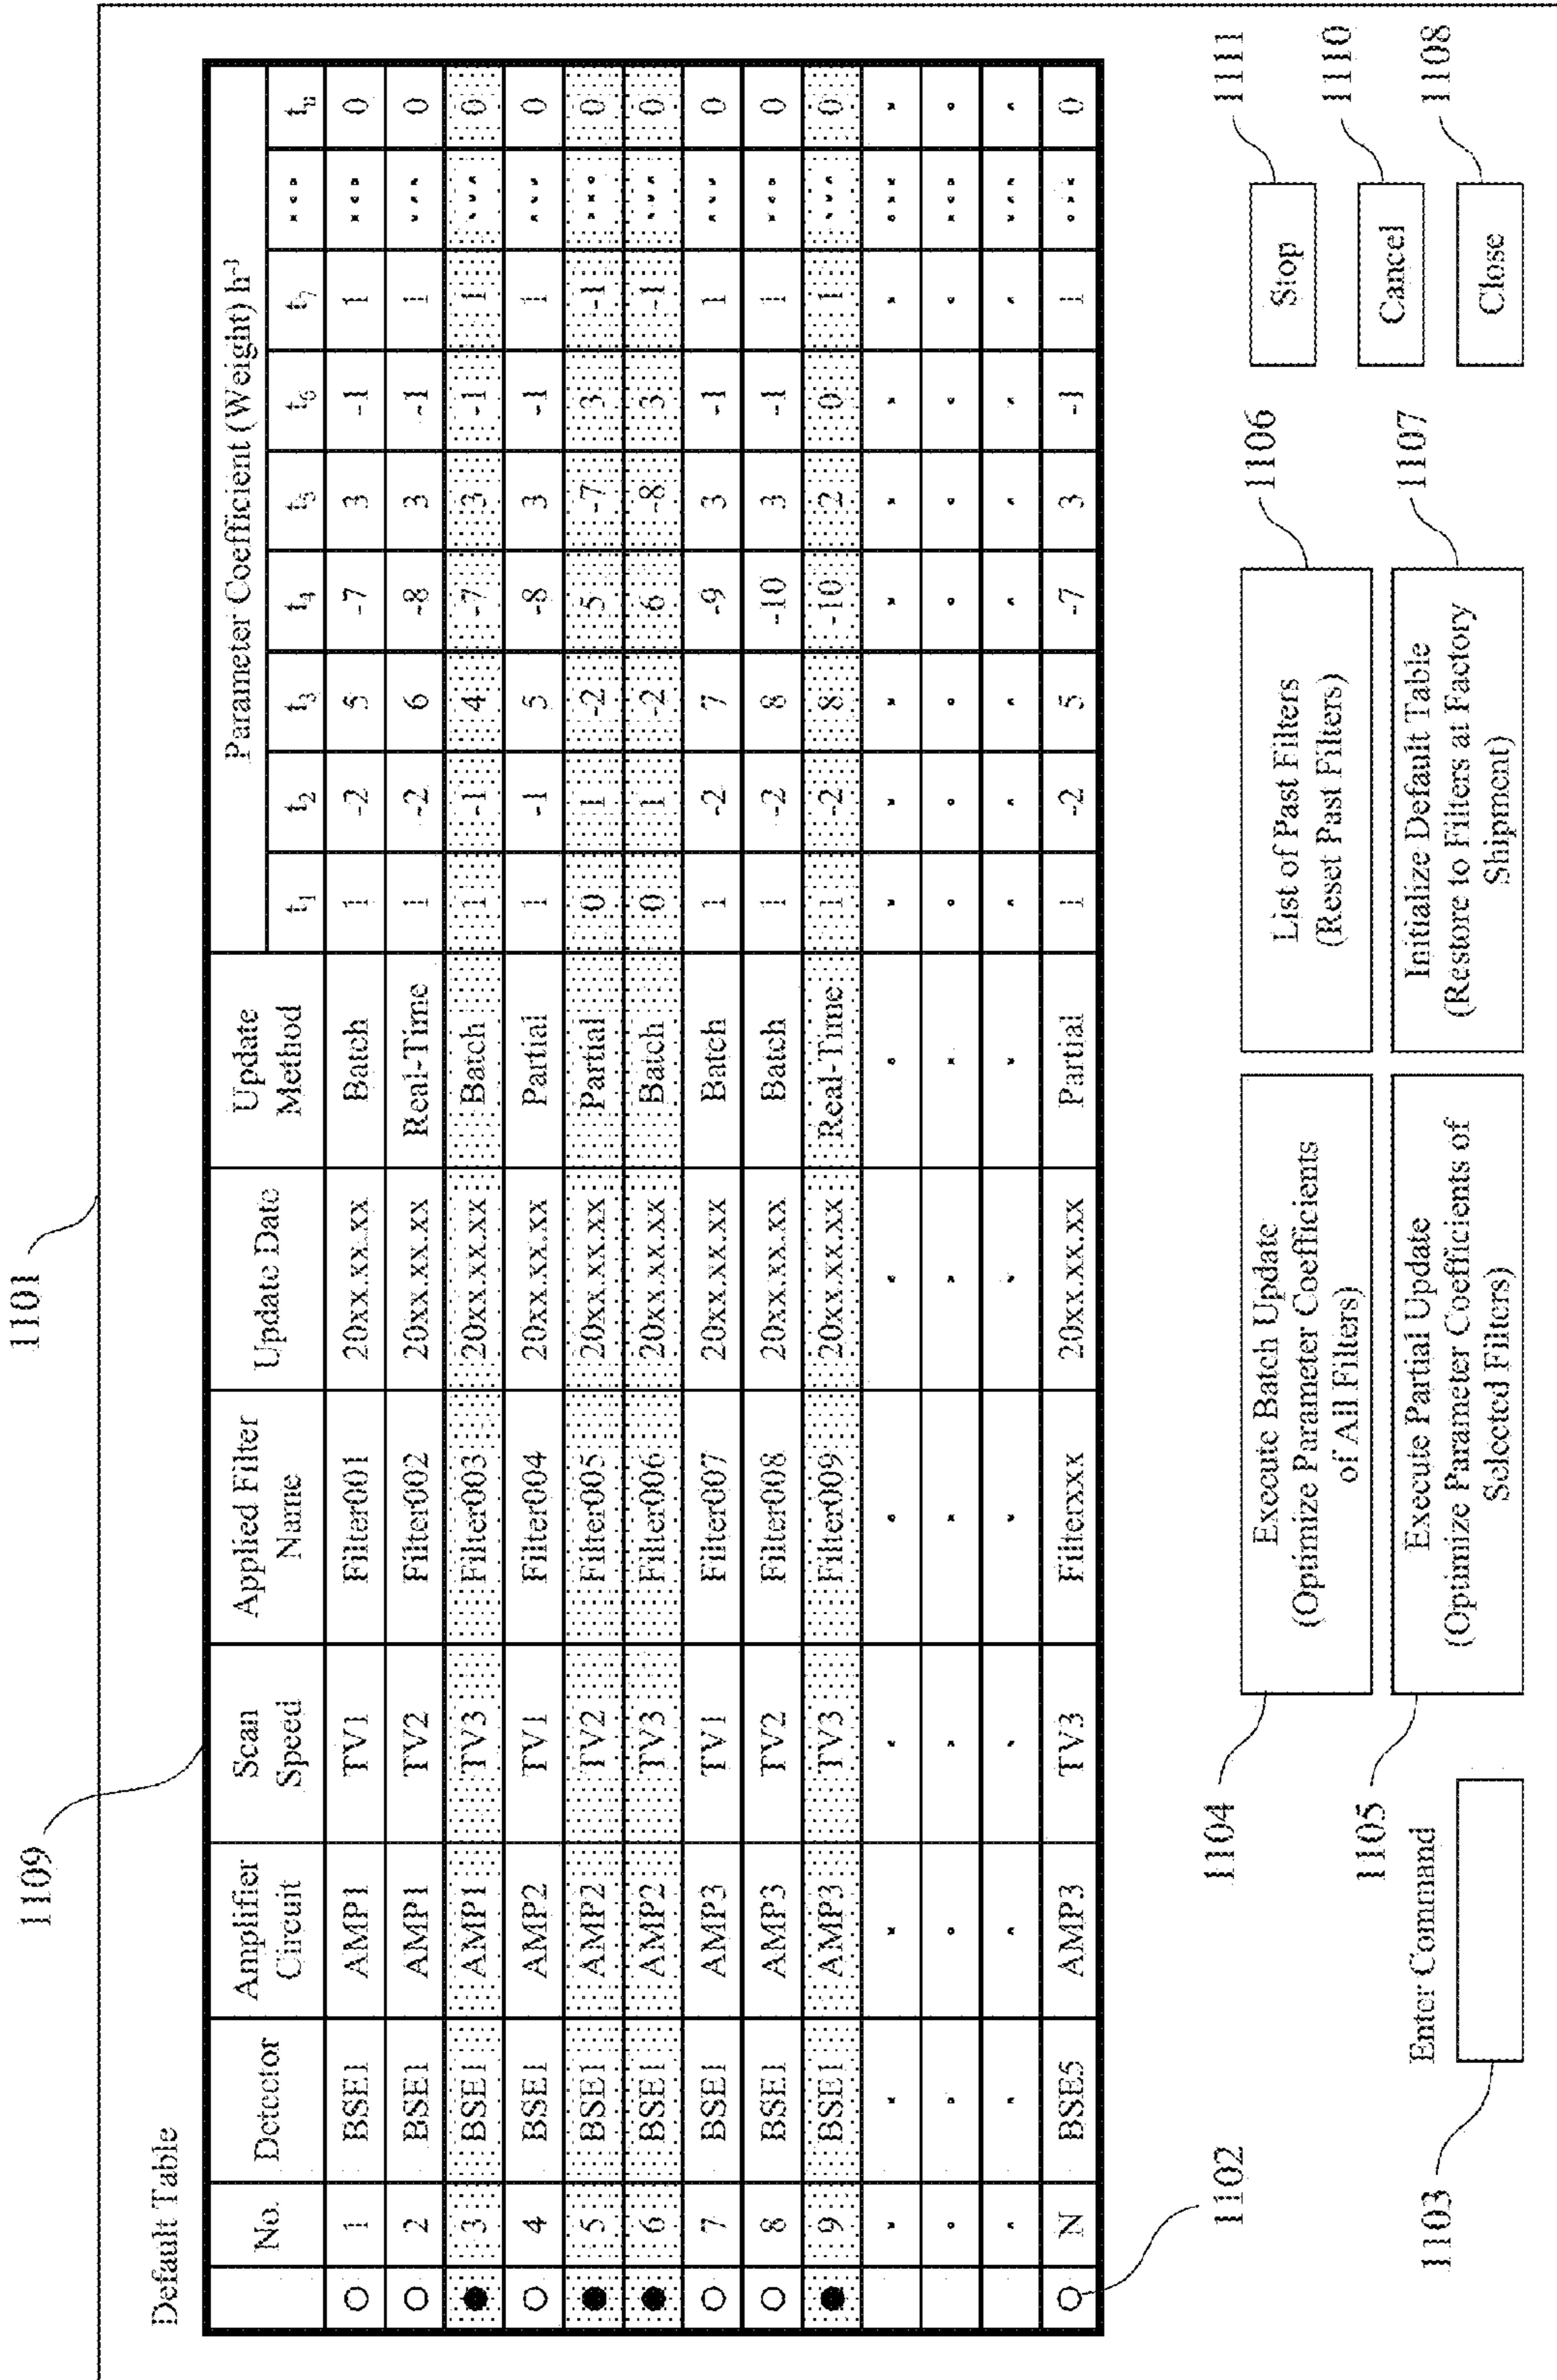 1101
1109
Default Table
No. Detector Amplifier Circuit Scan Speed Applied Filter Name Update Date Update Method Parameter Coefficient (Weight) h⁻¹
t₁ t₂ t₃ t₄ t₅ t₆ t₇ ... tₙ
○ 1 BSE1 AMP1 TV1 Filter001 20xx.xx.xx Batch 1 -2 5 -7 3 -1 1 ... 0
○ 2 BSE1 AMP1 TV2 Filter002 20xx.xx.xx Real-Time 1 -2 6 -8 3 -1 1 ... 0
● 3 BSE1 AMP1 TV3 Filter003 20xx.xx.xx Batch 1 -1 4 -7 3 -1 1 ... 0
○ 4 BSE1 AMP2 TV1 Filter004 20xx.xx.xx Partial 1 -1 5 -8 3 -1 1 ... 0
● 5 BSE1 AMP2 TV2 Filter005 20xx.xx.xx Partial 0 1 -2 5 -7 3 -1 ... 0
● 6 BSE1 AMP2 TV3 Filter006 20xx.xx.xx Batch 0 1 -2 6 -8 3 -1 ... 0
○ 7 BSE1 AMP3 TV1 Filter007 20xx.xx.xx Batch 1 -2 7 -9 3 -1 1 ... 0
○ 8 BSE1 AMP3 TV2 Filter008 20xx.xx.xx Batch 1 -2 8 -10 3 -1 1 ... 0
● 9 BSE1 AMP3 TV3 Filter009 20xx.xx.xx Real-Time 1 -2 8 -10 2 0 1 ... 0
○ N BSE5 AMP3 TV3 Filterxxx 20xx.xx.xx Partial 1 -2 5 -7 3 -1 1 ... 0
1102
Enter Command
1103
1104
Execute Batch Update
(Optimize Parameter Coefficients
of All Filters)
1105
Execute Partial Update
(Optimize Parameter Coefficients of
Selected Filters)
List of Past Filters
(Reset Past Filters)
1106
Initialize Default Table
(Restore to Filters at Factory
Shipment)
1107
Stop
1111
Cancel
1110
Close
1108